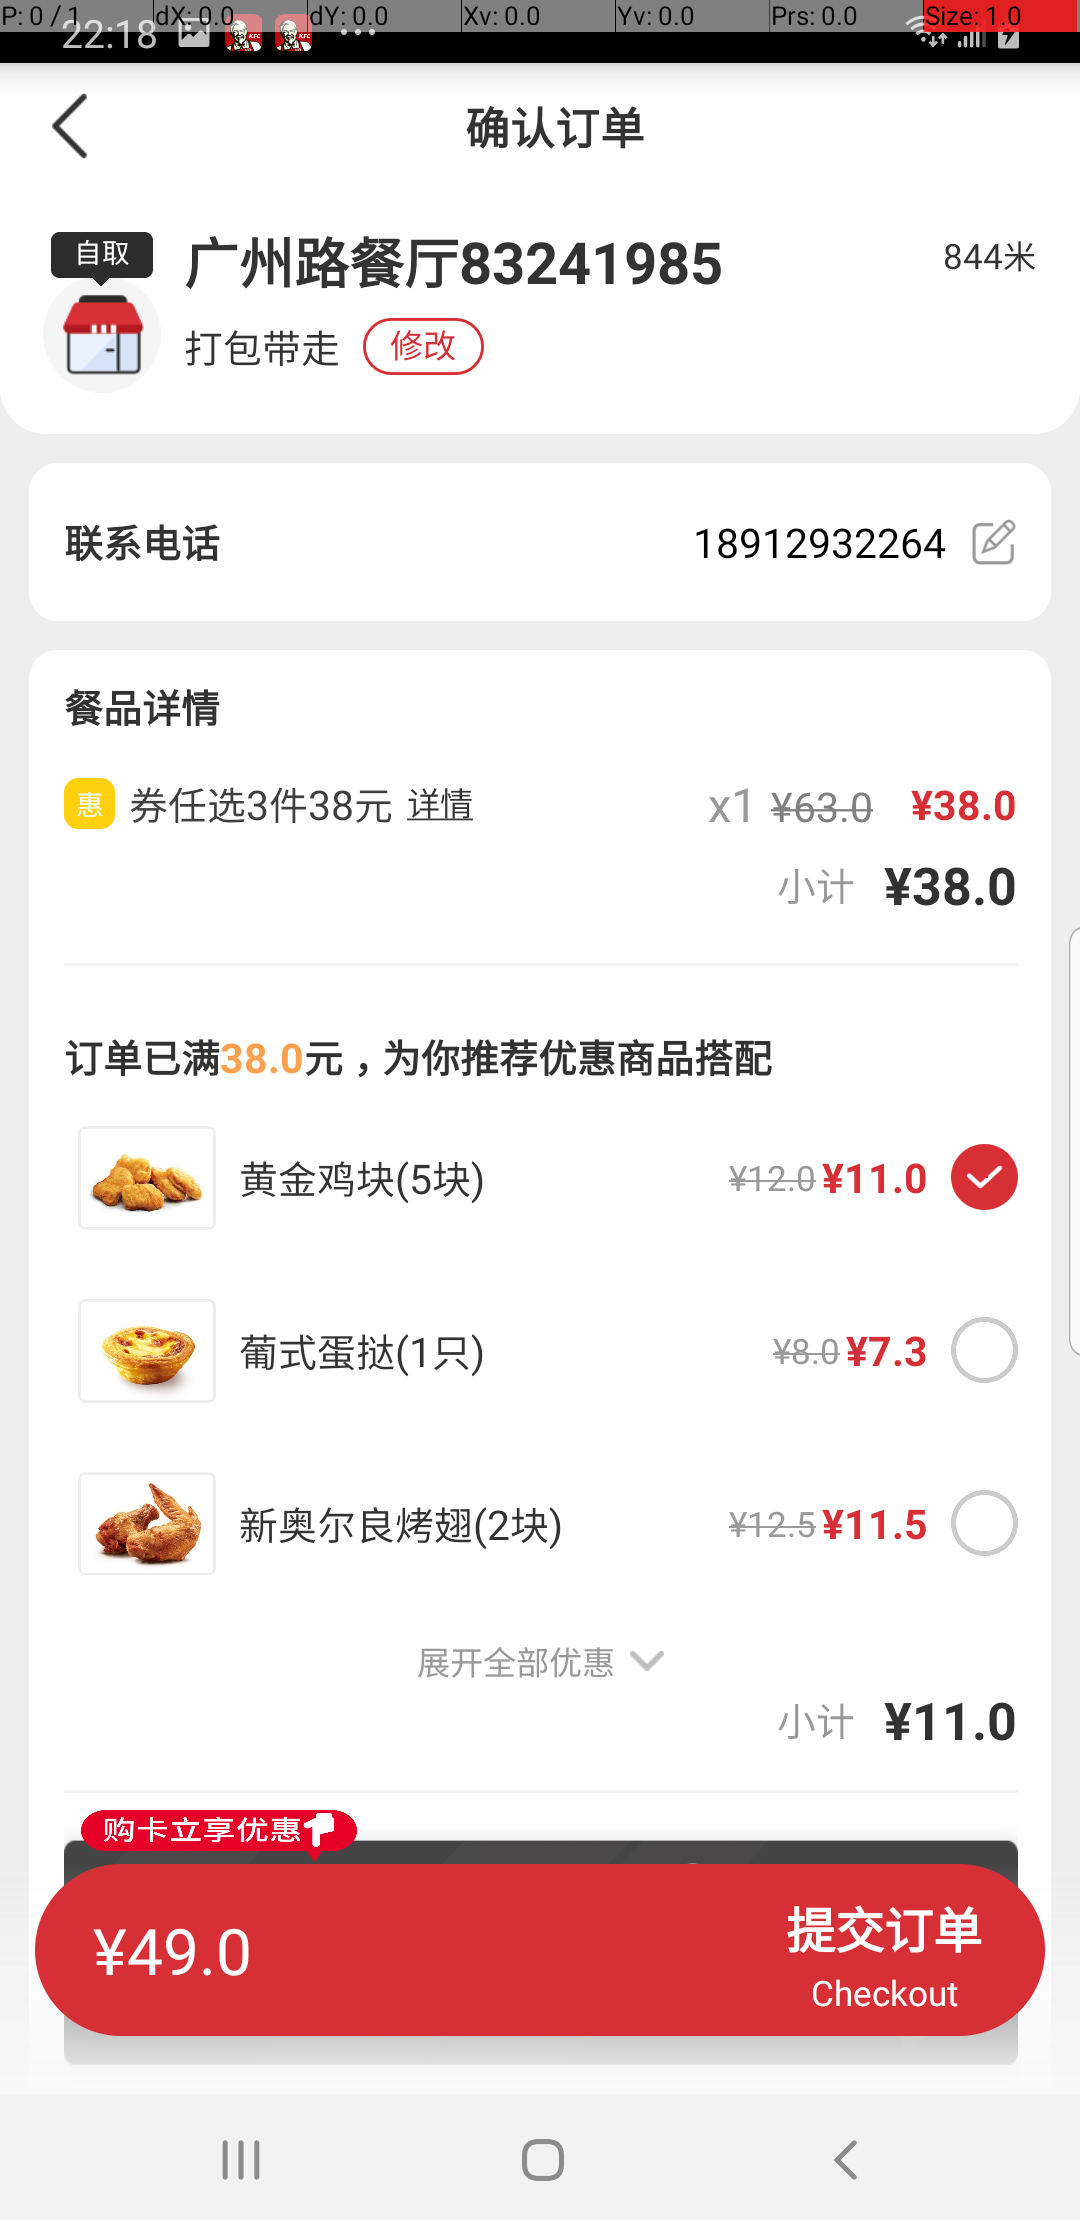 P: 0 / 1 dX: 0.0 dY: 0.0 Xv: 0.0 Yv: 0.0 Prs: 0.0 Size: 1.0
22:18 KFC KFC ...
确认订单
自取 广州路餐厅83241985 844米
打包带走 修改
联系电话 18912932264
餐品详情
惠 券任选3件38元 详情 x1 ¥63.0 ¥38.0
小计 ¥38.0
订单已满38.0元，为你推荐优惠商品搭配
黄金鸡块(5块) ¥12.0 ¥11.0
葡式蛋挞(1只) ¥8.0 ¥7.3
新奥尔良烤翅(2块) ¥12.5 ¥11.5
展开全部优惠
小计 ¥11.0
购卡立享优惠
¥49.0 提交订单
Checkout